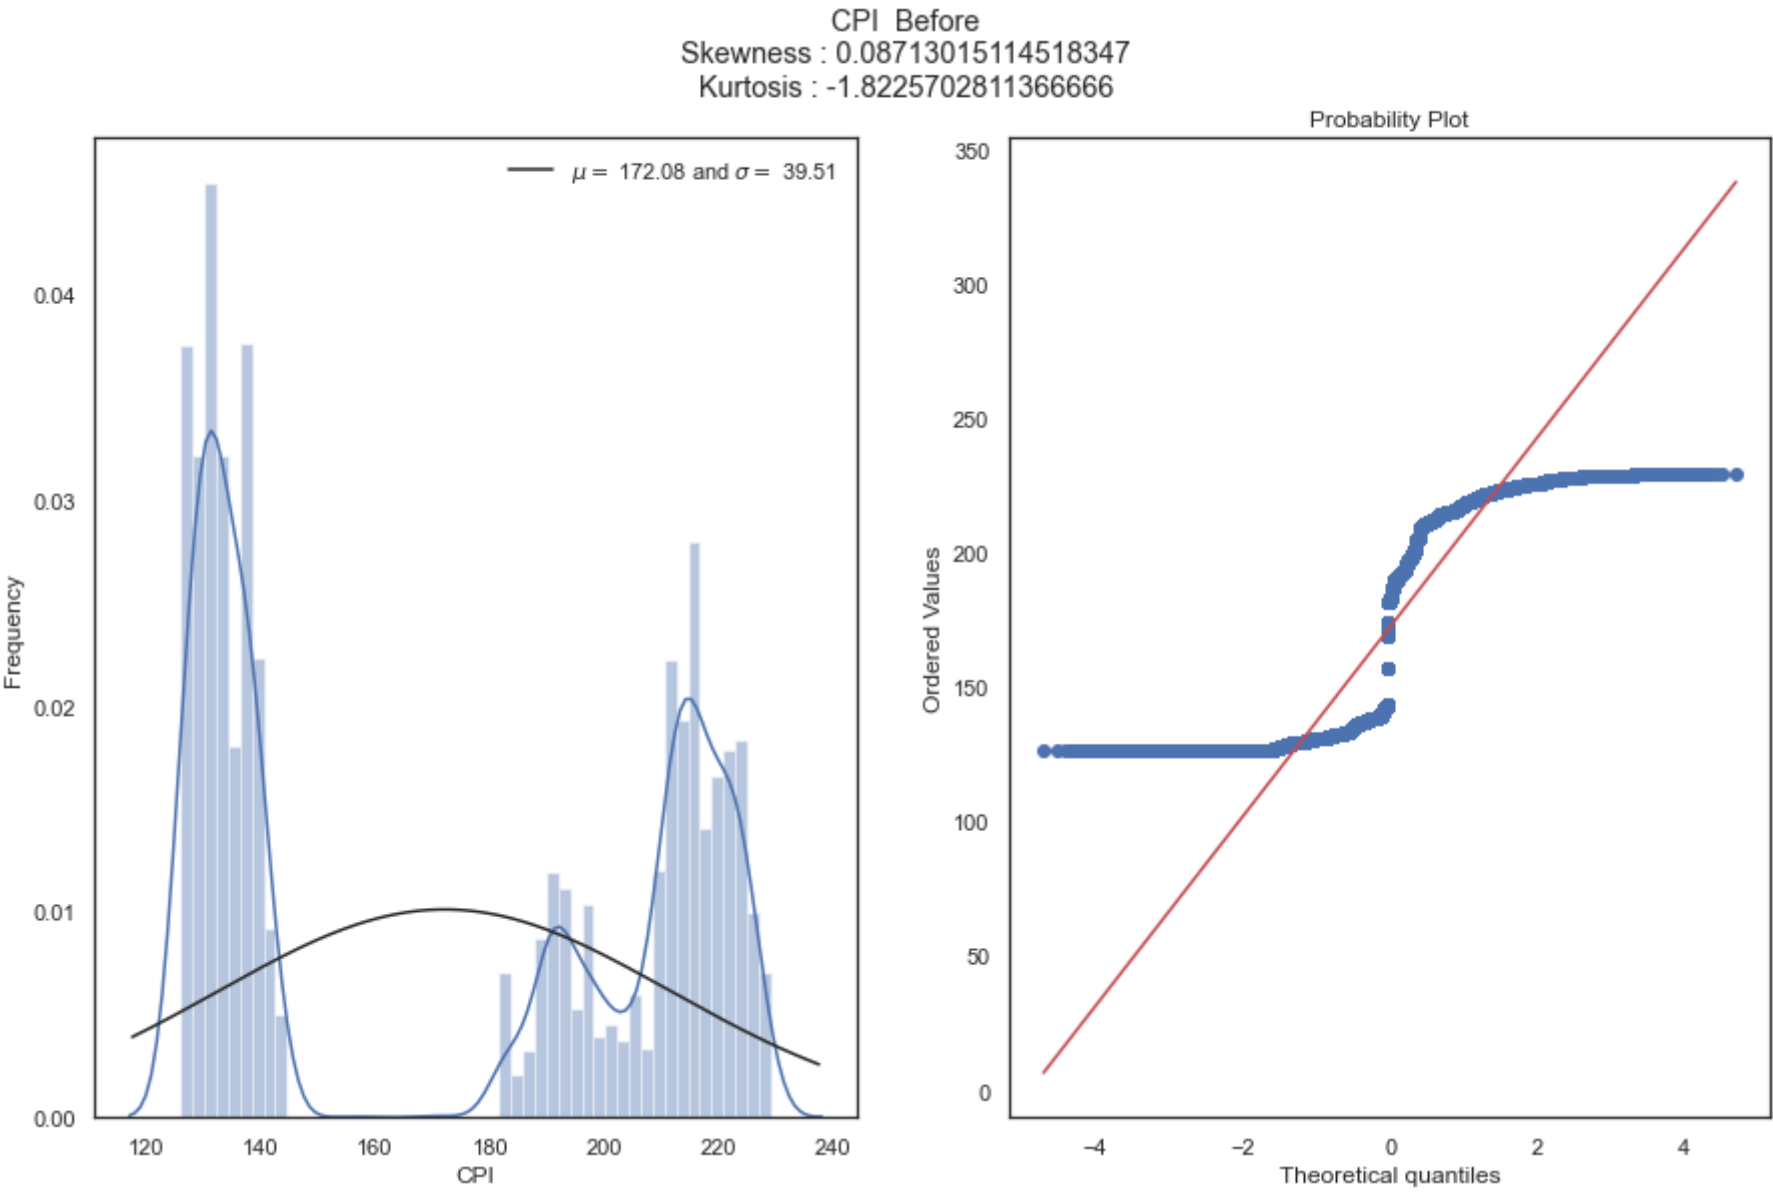 CPI  Before
Skewness : 0.08713015114518347
Kurtosis : -1.8225702811366666
μ = 172.08 and σ = 39.51
Frequency
0.04
0.03
0.02
0.01
0.00
120 140 160 180 200 220 240
CPI
Probability Plot
Ordered Values
350
300
250
200
150
100
50
0
−4 −2 0 2 4
Theoretical quantiles